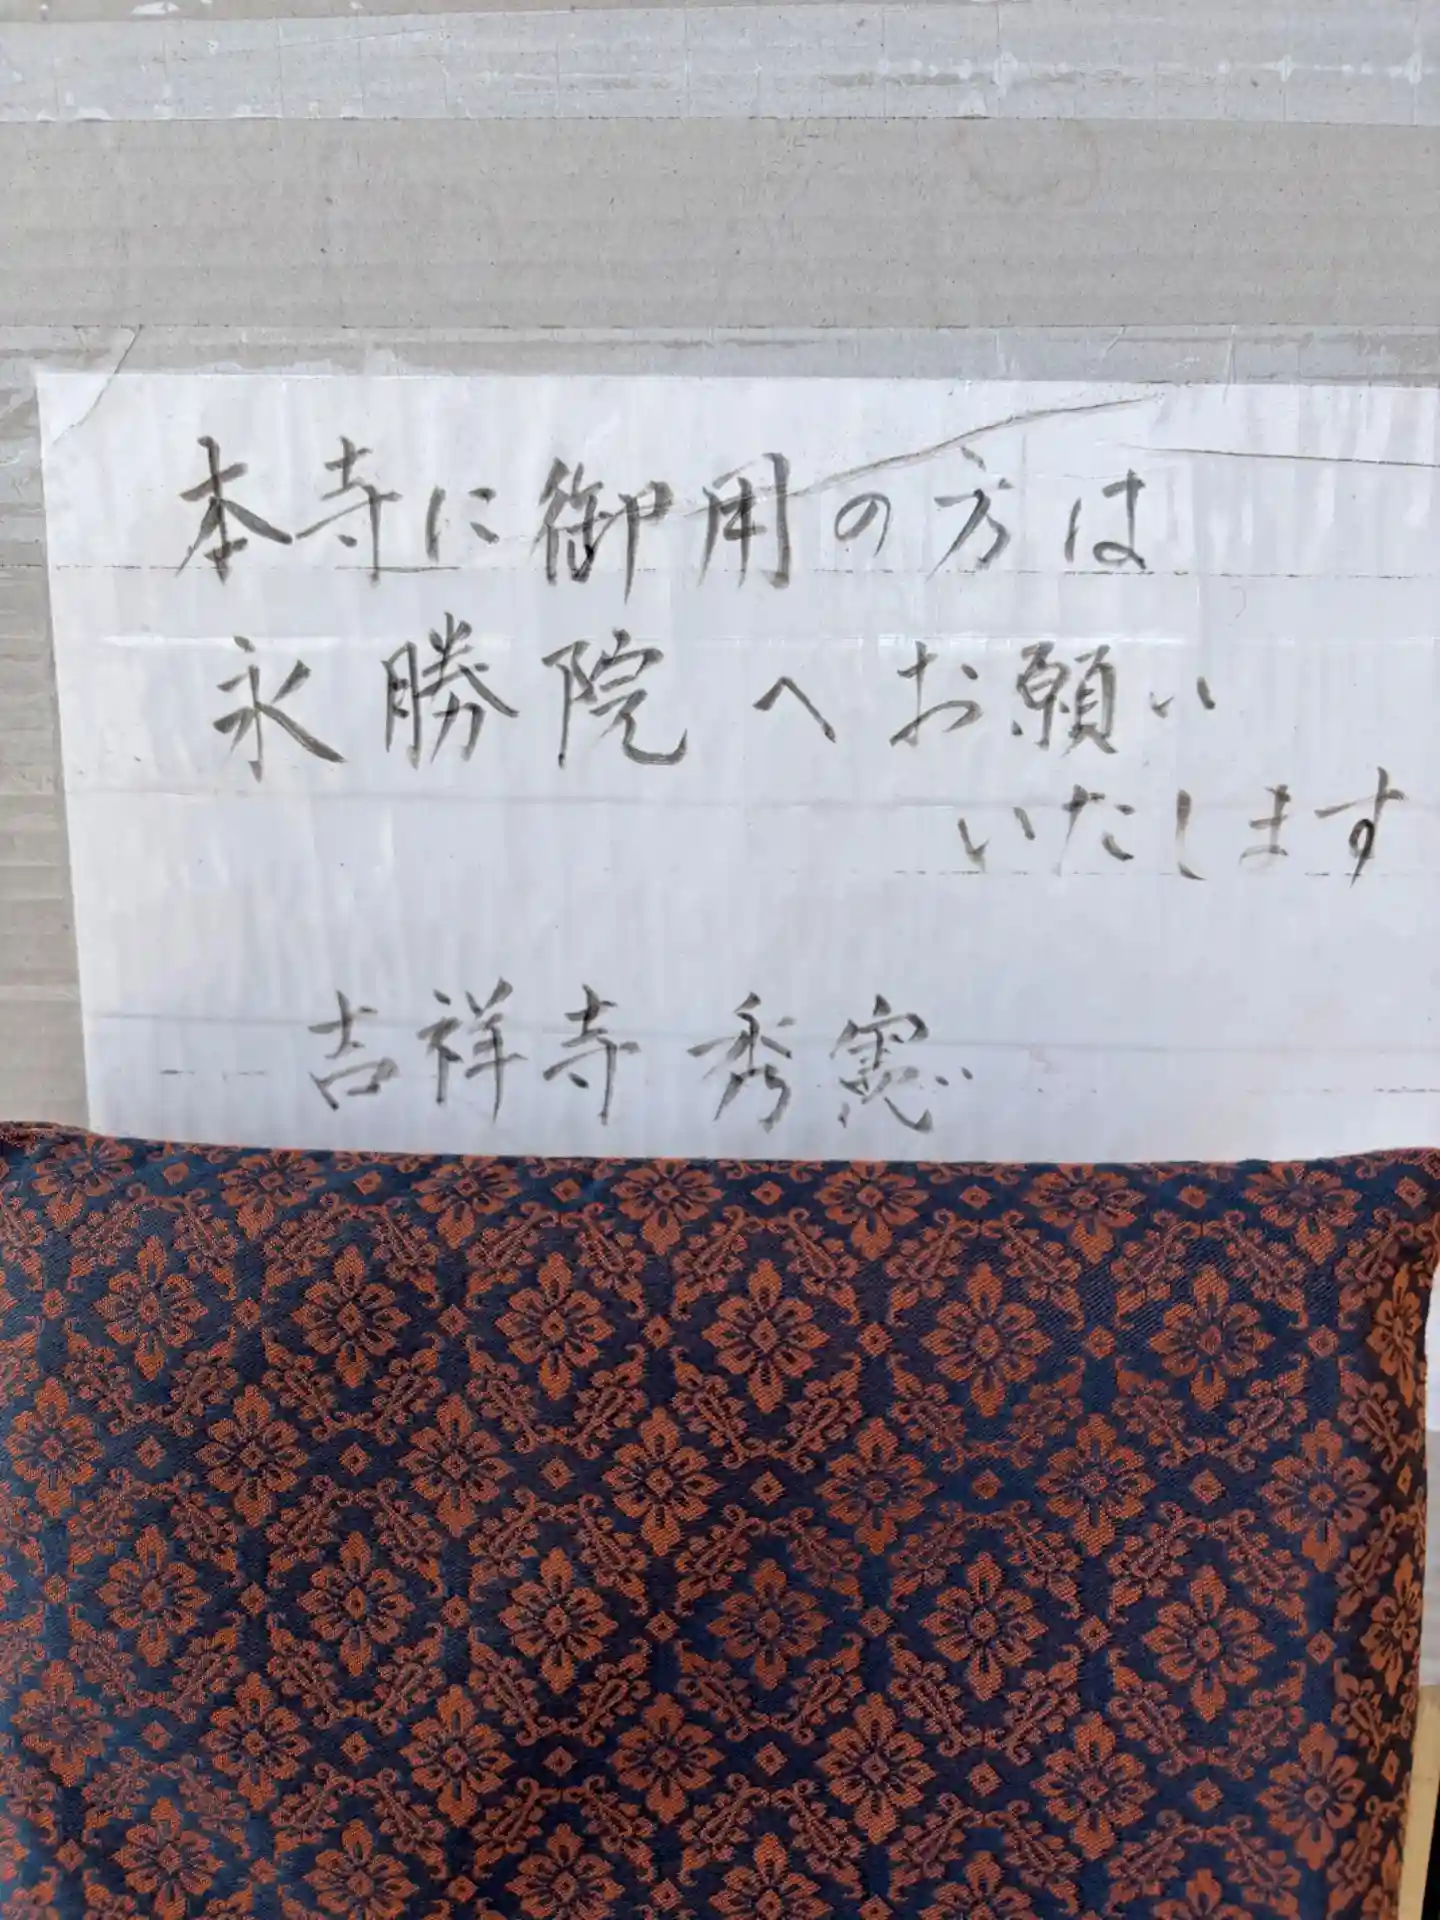 本寺に御用の方は
永勝院へお願い
いたします
吉祥寺 秀憲